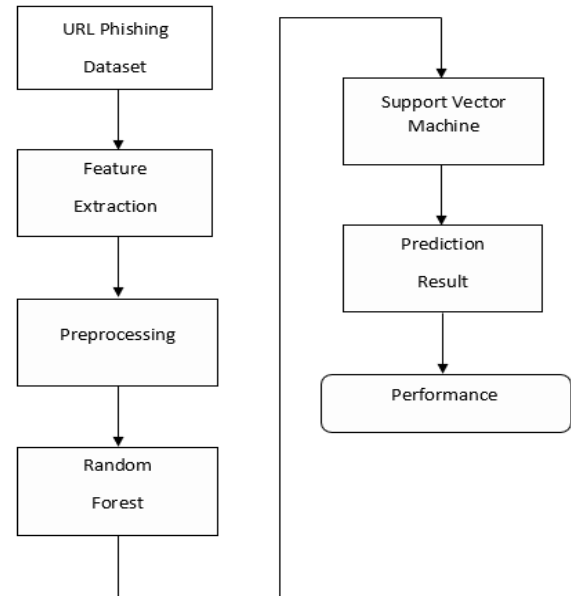 URL Phishing
Dataset
Feature
Extraction
Preprocessing
Random
Forest
Support Vector
Machine
Prediction
Result
Performance